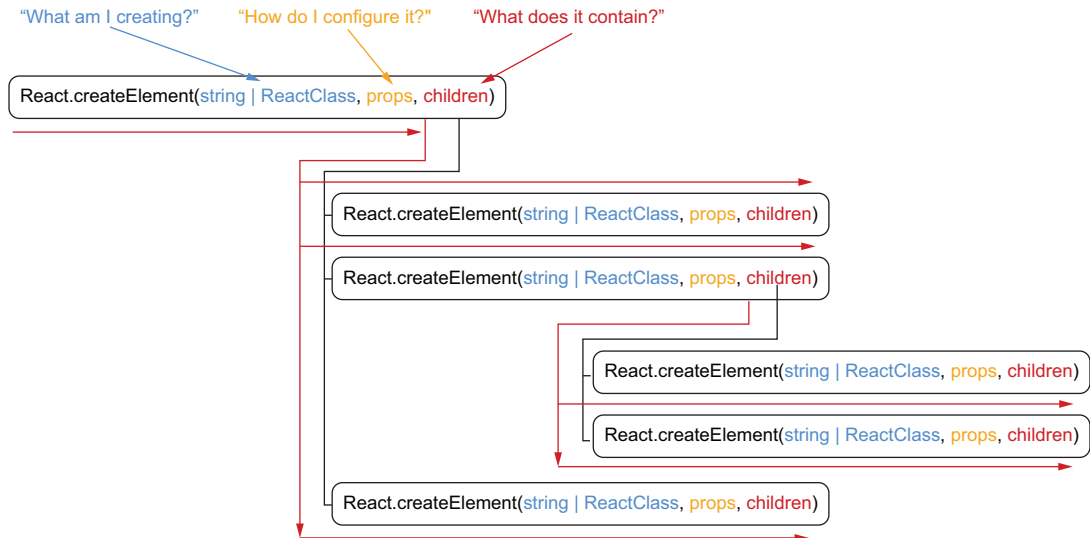 “What am I creating?” “How do I configure it?" “What does it contain?”
React.createElement(string | ReactClass, props, children)
React.createElement(string | ReactClass, props, children)
React.createElement(string | ReactClass, props, children)
React.createElement(string | ReactClass, props, children)
React.createElement(string | ReactClass, props, children)
React.createElement(string | ReactClass, props, children)